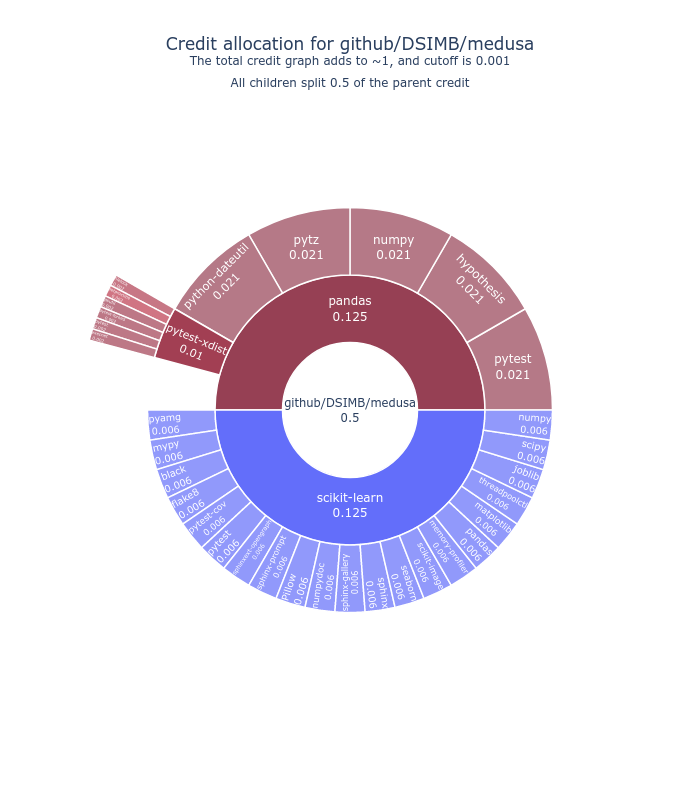 Credit allocation for github/DSIMB/medusa
The total credit graph adds to ~1, and cutoff is 0.001
All children split 0.5 of the parent credit
pytz
0.021
numpy
0.021
python-dateutil
0.021
hypothesis
0.021
pandas
0.125
pytest-xdist
0.01
pytest
0.021
github/DSIMB/medusa
0.5
scikit-learn
0.125
pyamg
0.006
mypy
0.006
black
0.006
flake8
0.006
pytest-cov
0.006
pytest
0.006
0.006
sphinx-prompt
0.006
Pillow
0.006
numpydoc
0.006
sphinx-gallery
0.006
sphinx
0.006
seaborn
0.006
scikit-image
0.006
memory-profiler
0.006
pandas
0.006
matplotlib
0.006
threadpoolctl
0.006
joblib
0.006
scipy
0.006
numpy
0.006